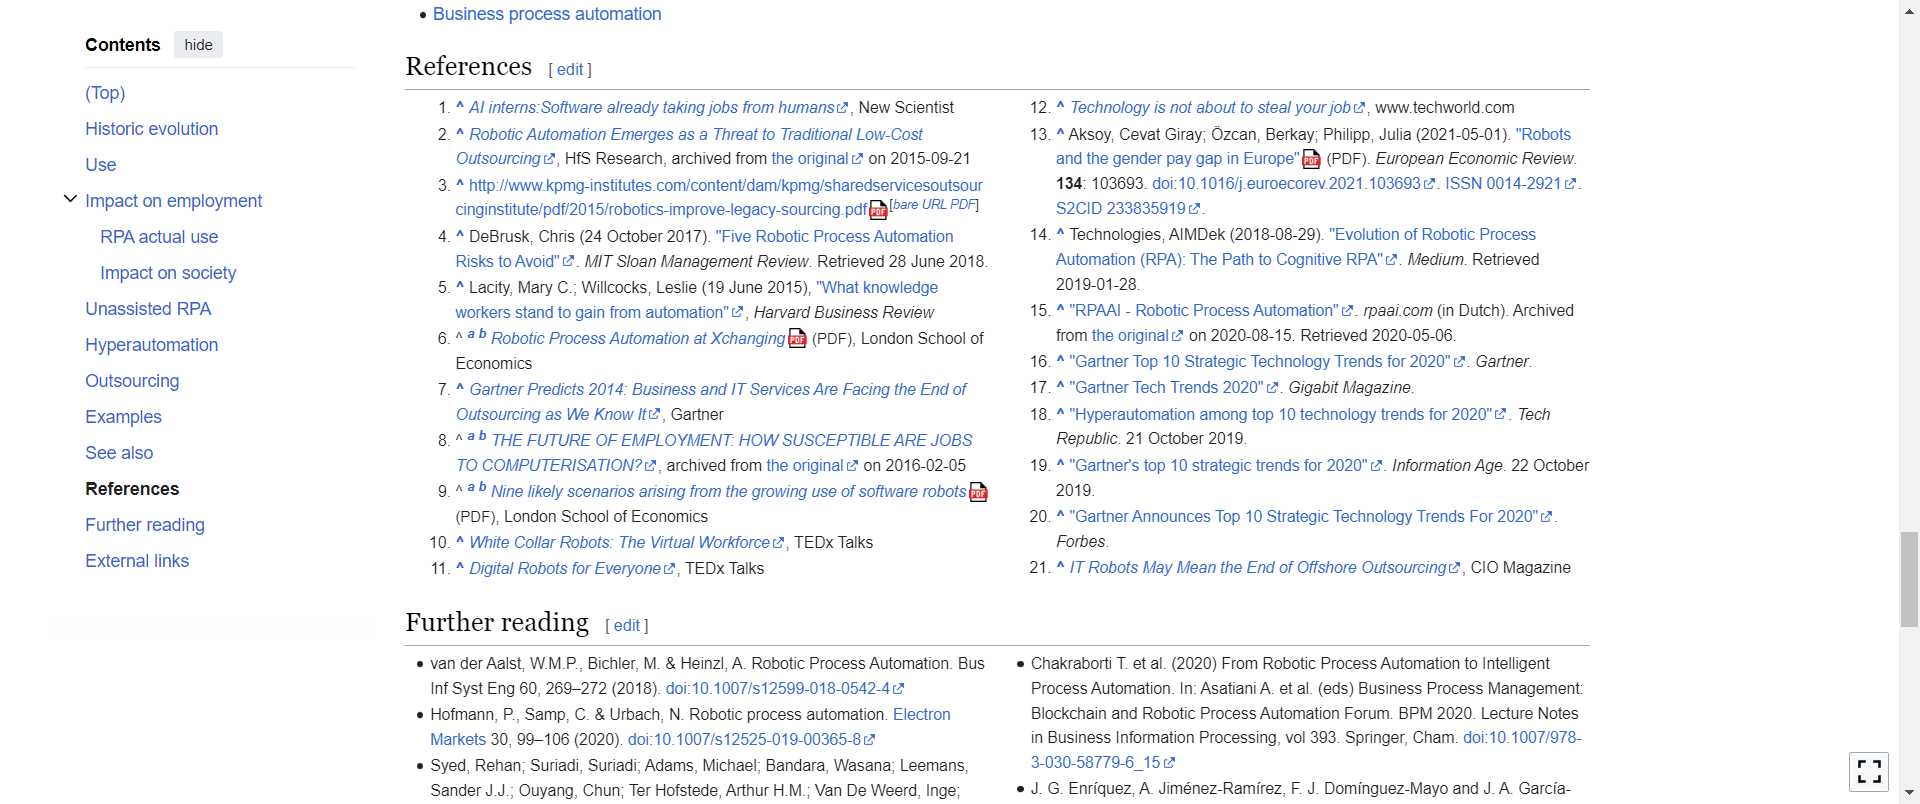 Business process automation
Contents hide
(Top)
Historic evolution
Use
Impact on employment
RPA actual use
Impact on society
Unassisted RPA
Hyperautomation
Outsourcing
Examples
See also
References
Further reading
External links
References [ edit ]
1. ^ AI interns:Software already taking jobs from humans, New Scientist
2. ^ Robotic Automation Emerges as a Threat to Traditional Low-Cost
Outsourcing, HfS Research, archived from the original on 2015-09-21
3. ^ http://www.kpmg-institutes.com/content/dam/kpmg/sharedservicesoutsour
cinginstitute/pdf/2015/robotics-improve-legacy-sourcing.pdf [bare URL PDF]
4. ^ DeBrusk, Chris (24 October 2017). "Five Robotic Process Automation
Risks to Avoid". MIT Sloan Management Review. Retrieved 28 June 2018.
5. ^ Lacity, Mary C.; Willcocks, Leslie (19 June 2015), "What knowledge
workers stand to gain from automation", Harvard Business Review
6. ^ a b Robotic Process Automation at Xchanging (PDF), London School of
Economics
7. ^ Gartner Predicts 2014: Business and IT Services Are Facing the End of
Outsourcing as We Know It, Gartner
8. ^ a b THE FUTURE OF EMPLOYMENT: HOW SUSCEPTIBLE ARE JOBS
TO COMPUTERISATION?, archived from the original on 2016-02-05
9. ^ a b Nine likely scenarios arising from the growing use of software robots
(PDF), London School of Economics
10. ^ White Collar Robots: The Virtual Workforce, TEDx Talks
11. ^ Digital Robots for Everyone, TEDx Talks
12. ^ Technology is not about to steal your job, www.techworld.com
13. ^ Aksoy, Cevat Giray; Özcan, Berkay; Philipp, Julia (2021-05-01). "Robots
and the gender pay gap in Europe" (PDF). European Economic Review.
134: 103693. doi:10.1016/j.euroecorev.2021.103693. ISSN 0014-2921.
S2CID 233835919.
14. ^ Technologies, AIMDek (2018-08-29). "Evolution of Robotic Process
Automation (RPA): The Path to Cognitive RPA". Medium. Retrieved
2019-01-28.
15. ^ "RPAAI - Robotic Process Automation". rpaai.com (in Dutch). Archived
from the original on 2020-08-15. Retrieved 2020-05-06.
16. ^ "Gartner Top 10 Strategic Technology Trends for 2020". Gartner.
17. ^ "Gartner Tech Trends 2020". Gigabit Magazine.
18. ^ "Hyperautomation among top 10 technology trends for 2020". Tech
Republic. 21 October 2019.
19. ^ "Gartner's top 10 strategic trends for 2020". Information Age. 22 October
2019.
20. ^ "Gartner Announces Top 10 Strategic Technology Trends For 2020".
Forbes.
21. ^ IT Robots May Mean the End of Offshore Outsourcing, CIO Magazine
Further reading [ edit ]
van der Aalst, W.M.P., Bichler, M. & Heinzl, A. Robotic Process Automation. Bus
Inf Syst Eng 60, 269–272 (2018). doi:10.1007/s12599-018-0542-4
Hofmann, P., Samp, C. & Urbach, N. Robotic process automation. Electron
Markets 30, 99–106 (2020). doi:10.1007/s12525-019-00365-8
Syed, Rehan; Suriadi, Suriadi; Adams, Michael; Bandara, Wasana; Leemans,
Sander J.J.; Ouyang, Chun; Ter Hofstede, Arthur H.M.; Van De Weerd, Inge;
Chakraborti T. et al. (2020) From Robotic Process Automation to Intelligent
Process Automation. In: Asatiani A. et al. (eds) Business Process Management:
Blockchain and Robotic Process Automation Forum. BPM 2020. Lecture Notes
in Business Information Processing, vol 393. Springer, Cham. doi:10.1007/978-
3-030-58779-6_15
J. G. Enríquez, A. Jiménez-Ramírez, F. J. Domínguez-Mayo and J. A. García-